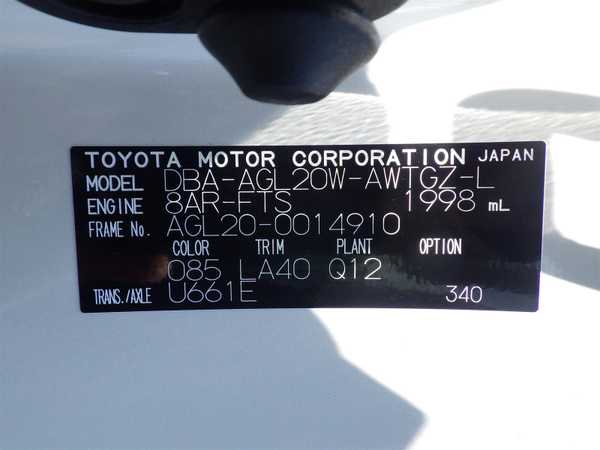 TOYOTA MOTOR CORPORATION JAPAN
MODEL DBA-AGL20W-AWTGZ-L
ENGINE 8AR-FTS 1998 mL
FRAME No. AGL20-0014910
COLOR TRIM PLANT OPTION
085 LA40 Q12
TRANS./AXLE U661E 340